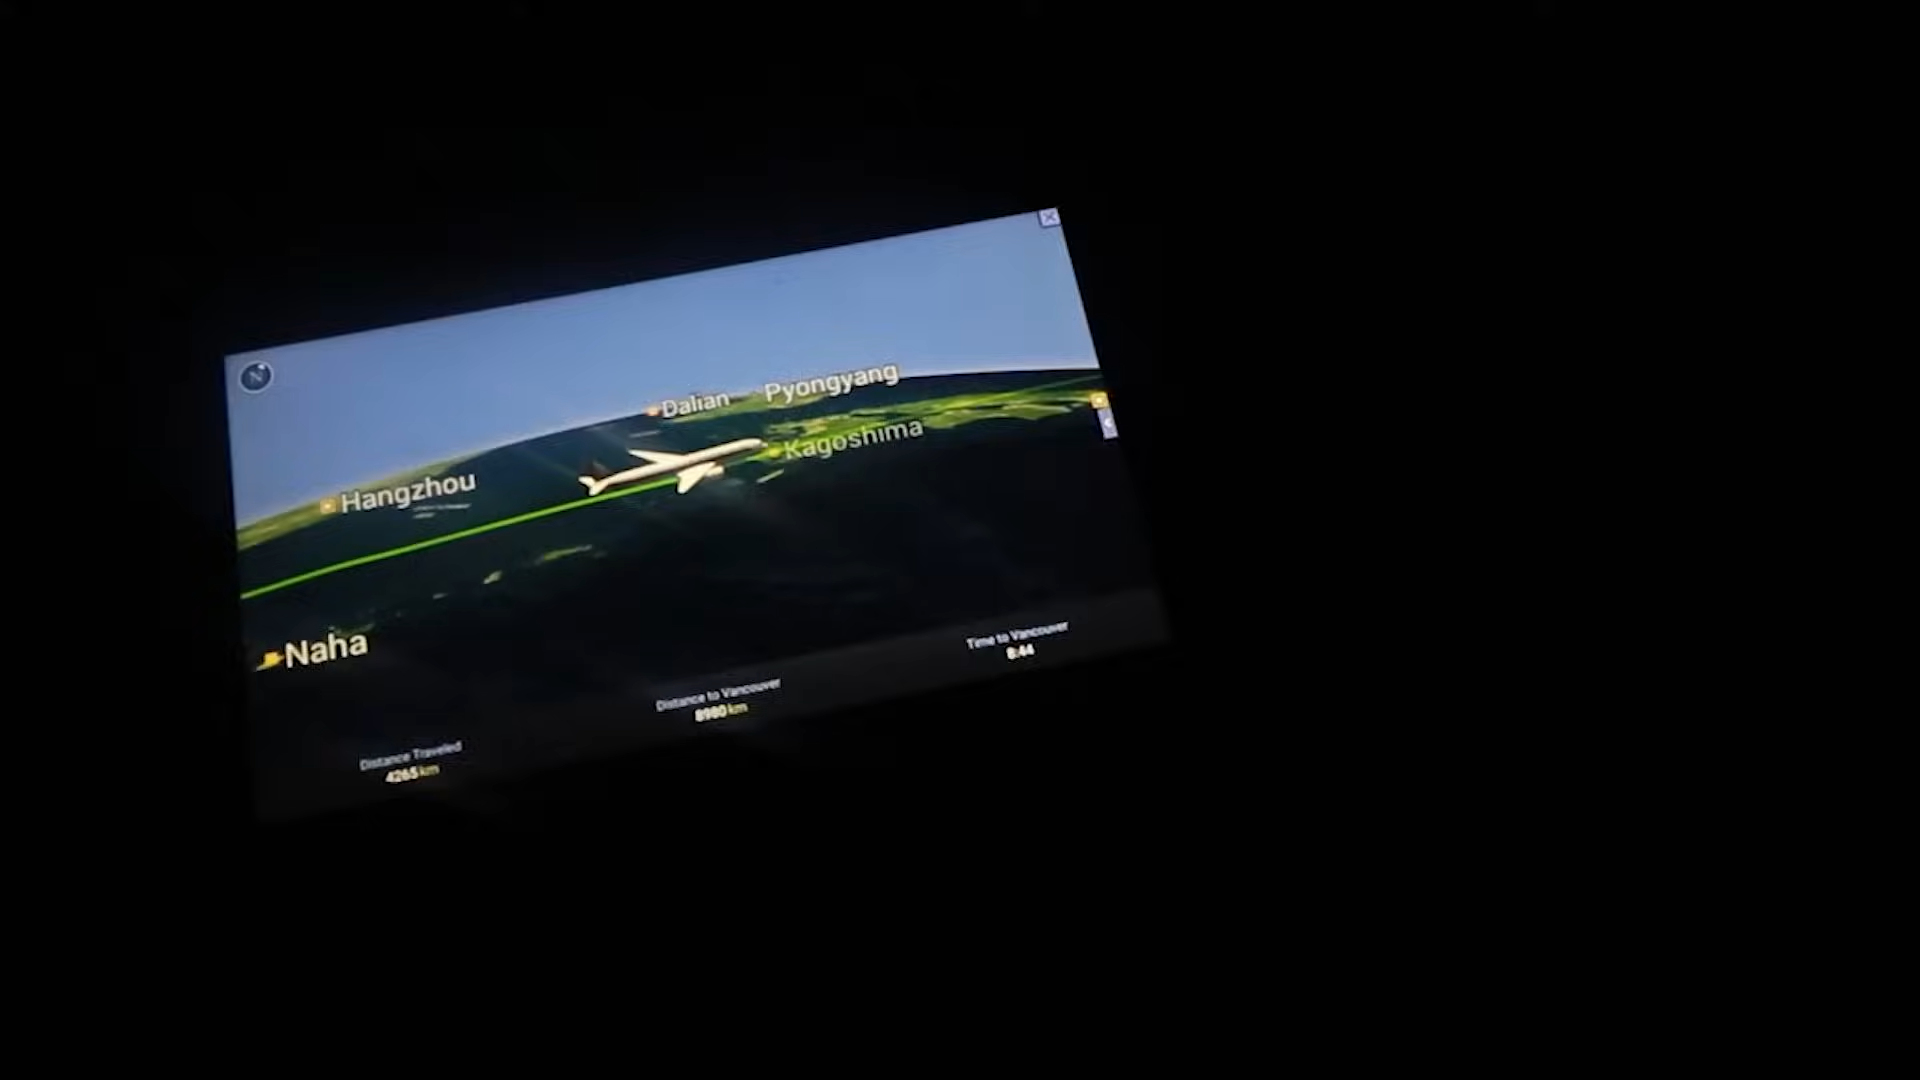 N
Dalian
Pyongyang
Kagoshima
Hangzhou
Naha
Time to Vancouver
8:44
Distance to Vancouver
8980 km
Distance Traveled
4265 km